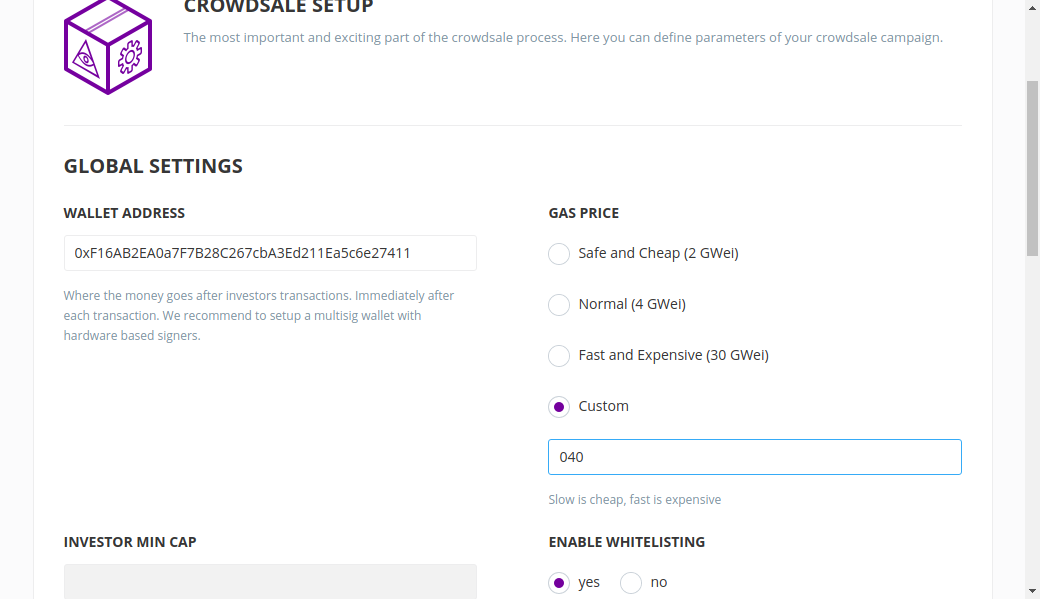 CROWDSALE SETUP
The most important and exciting part of the crowdsale process. Here you can define parameters of your crowdsale campaign.
GLOBAL SETTINGS
WALLET ADDRESS
0xF16AB2EA0a7F7B28C267cbA3Ed211Ea5c6e27411
Where the money goes after investors transactions. Immediately after
each transaction. We recommend to setup a multisig wallet with
hardware based signers.
GAS PRICE
Safe and Cheap (2 GWei)
Normal (4 GWei)
Fast and Expensive (30 GWei)
Custom
040
Slow is cheap, fast is expensive
INVESTOR MIN CAP
ENABLE WHITELISTING
yes no